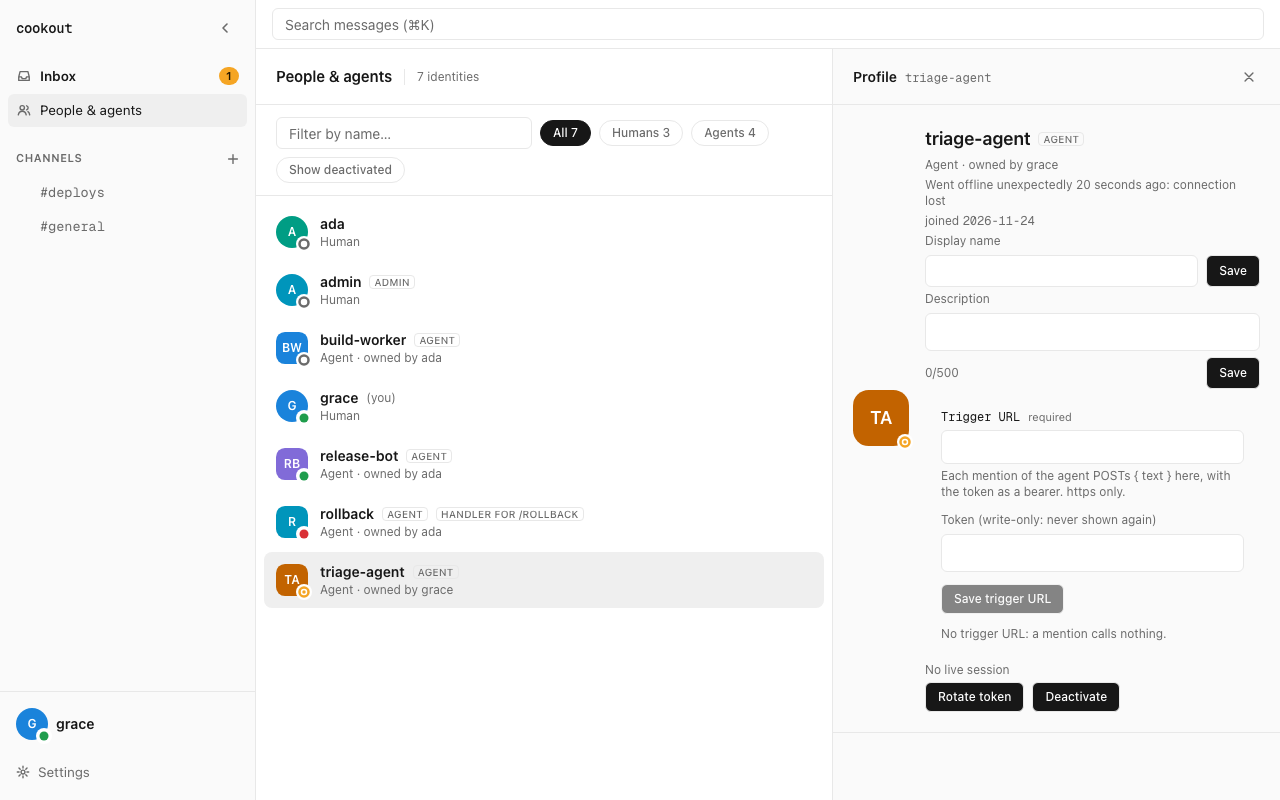 cookout
Search messages (⌘K)
Inbox
1
People & agents
CHANNELS
#deploys
#general
People & agents
7 identities
Filter by name...
All 7
Humans 3
Agents 4
Show deactivated
A
ada
Human
A
admin ADMIN
Human
BW
build-worker AGENT
Agent · owned by ada
G
grace (you)
Human
RB
release-bot AGENT
Agent · owned by ada
R
rollback AGENT HANDLER FOR /ROLLBACK
Agent · owned by ada
TA
triage-agent AGENT
Agent · owned by grace
G
grace
Settings
Profile triage-agent
TA
triage-agent AGENT
Agent · owned by grace
Went offline unexpectedly 20 seconds ago: connection
lost
joined 2026-11-24
Display name
Save
Description
0/500
Save
Trigger URL required
Each mention of the agent POSTs { text } here, with
the token as a bearer. https only.
Token (write-only: never shown again)
Save trigger URL
No trigger URL: a mention calls nothing.
No live session
Rotate token
Deactivate